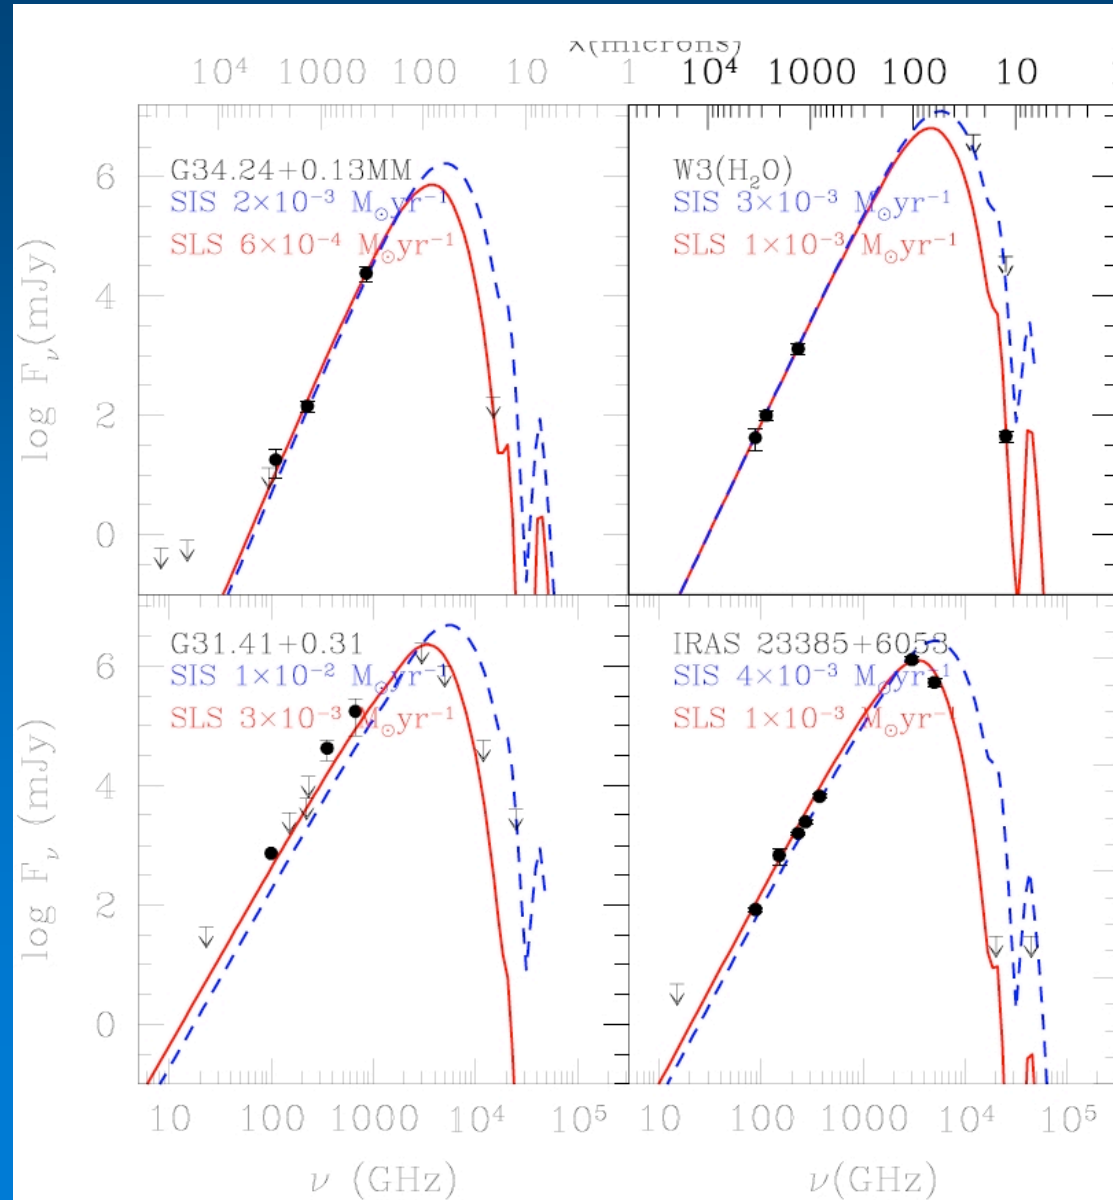 λ(microns)
10⁴ 1000 100 10 1 10⁴ 1000 100 10
G34.24+0.13MM
SIS 2×10⁻³ M⊙yr⁻¹
SLS 6×10⁻⁴ M⊙yr⁻¹
6
4
2
0
log Fν(mJy)
W3(H₂O)
SIS 3×10⁻³ M⊙yr⁻¹
SLS 1×10⁻³ M⊙yr⁻¹
G31.41+0.31
SIS 1×10⁻² M⊙yr⁻¹
SLS 3×10⁻³ M⊙yr⁻¹
6
4
2
0
log Fν (mJy)
IRAS 23385+6053
SIS 4×10⁻³ M⊙yr⁻¹
SLS 1×10⁻³ M⊙yr⁻¹
10 100 1000 10⁴ 10⁵ 10 100 1000 10⁴ 10⁵
ν (GHz) ν(GHz)